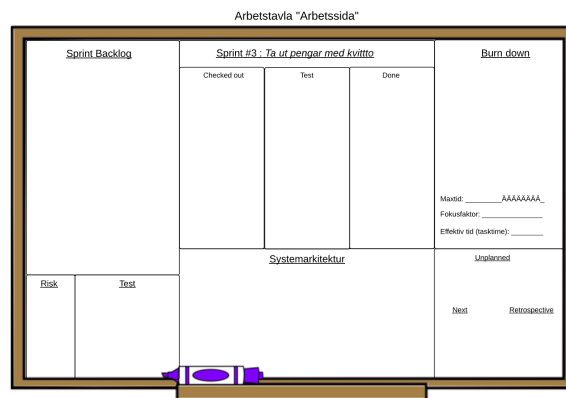 Arbetstavla "Arbetssida"
Sprint Backlog
Sprint #3 : Ta ut pengar med kvittto
Burn down
Checked out
Test
Done
Maxtid: _________ÄÄÄÄÄÄÄÄ_
Fokusfaktor: _______________
Effektiv tid (tasktime): ________
Systemarkitektur
Unplanned
Risk
Test
Next
Retrospective